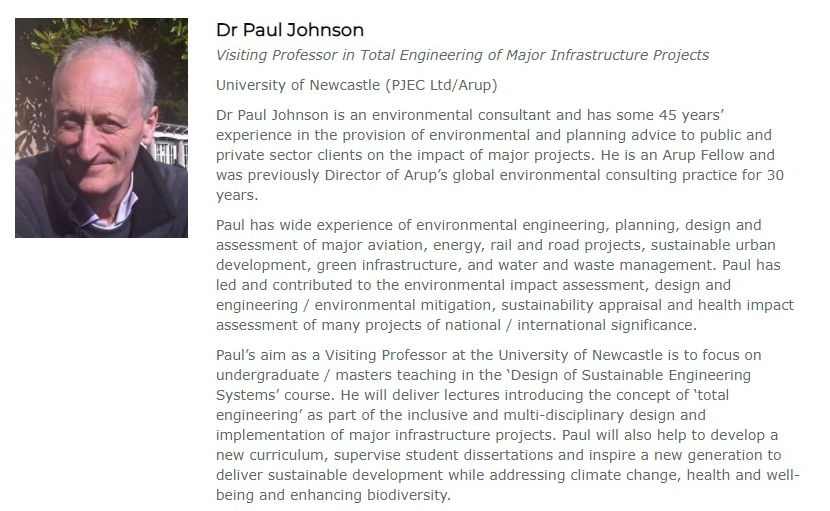 Dr Paul Johnson
Visiting Professor in Total Engineering of Major Infrastructure Projects
University of Newcastle (PJEC Ltd/Arup)
Dr Paul Johnson is an environmental consultant and has some 45 years’
experience in the provision of environmental and planning advice to public and
private sector clients on the impact of major projects. He is an Arup Fellow and
was previously Director of Arup’s global environmental consulting practice for 30
years.
Paul has wide experience of environmental engineering, planning, design and
assessment of major aviation, energy, rail and road projects, sustainable urban
development, green infrastructure, and water and waste management. Paul has
led and contributed to the environmental impact assessment, design and
engineering / environmental mitigation, sustainability appraisal and health impact
assessment of many projects of national / international significance.
Paul’s aim as a Visiting Professor at the University of Newcastle is to focus on
undergraduate / masters teaching in the ‘Design of Sustainable Engineering
Systems’ course. He will deliver lectures introducing the concept of ‘total
engineering’ as part of the inclusive and multi-disciplinary design and
implementation of major infrastructure projects. Paul will also help to develop a
new curriculum, supervise student dissertations and inspire a new generation to
deliver sustainable development while addressing climate change, health and well-
being and enhancing biodiversity.